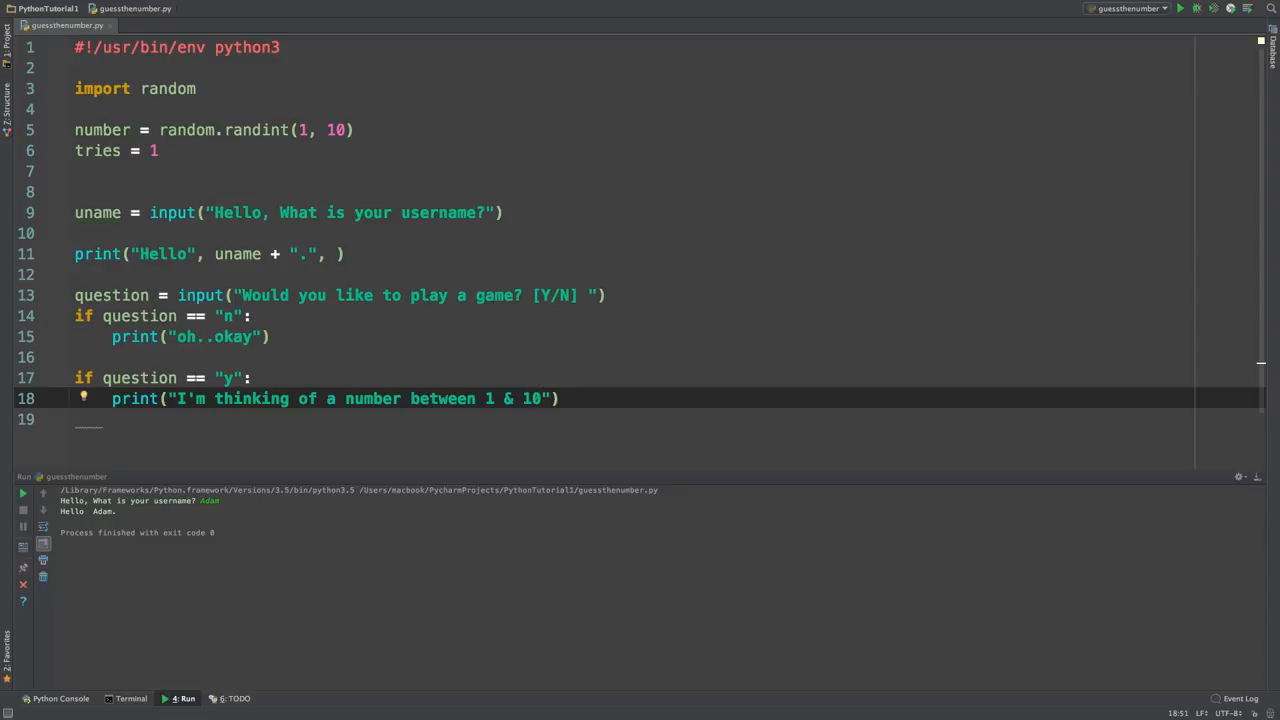 PythonTutorial1 guessthenumber.py guessthenumber
guessthenumber.py
1: Project
Z: Structure
Database
1 #!/usr/bin/env python3
2
3 import random
4
5 number = random.randint(1, 10)
6 tries = 1
7
8
9 uname = input("Hello, What is your username?")
10
11 print("Hello", uname + ".", )
12
13 question = input("Would you like to play a game? [Y/N] ")
14 if question == "n":
15 print("oh..okay")
16
17 if question == "y":
18 print("I'm thinking of a number between 1 & 10")
19
Run guessthenumber
/Library/Frameworks/Python.framework/Versions/3.5/bin/python3.5 /Users/macbook/PycharmProjects/PythonTutorial1/guessthenumber.py
Hello, What is your username? Adam
Hello  Adam.
Process finished with exit code 0
2: Favorites
Python Console Terminal 4: Run 6: TODO Event Log
18:51 LF÷ UTF-8÷